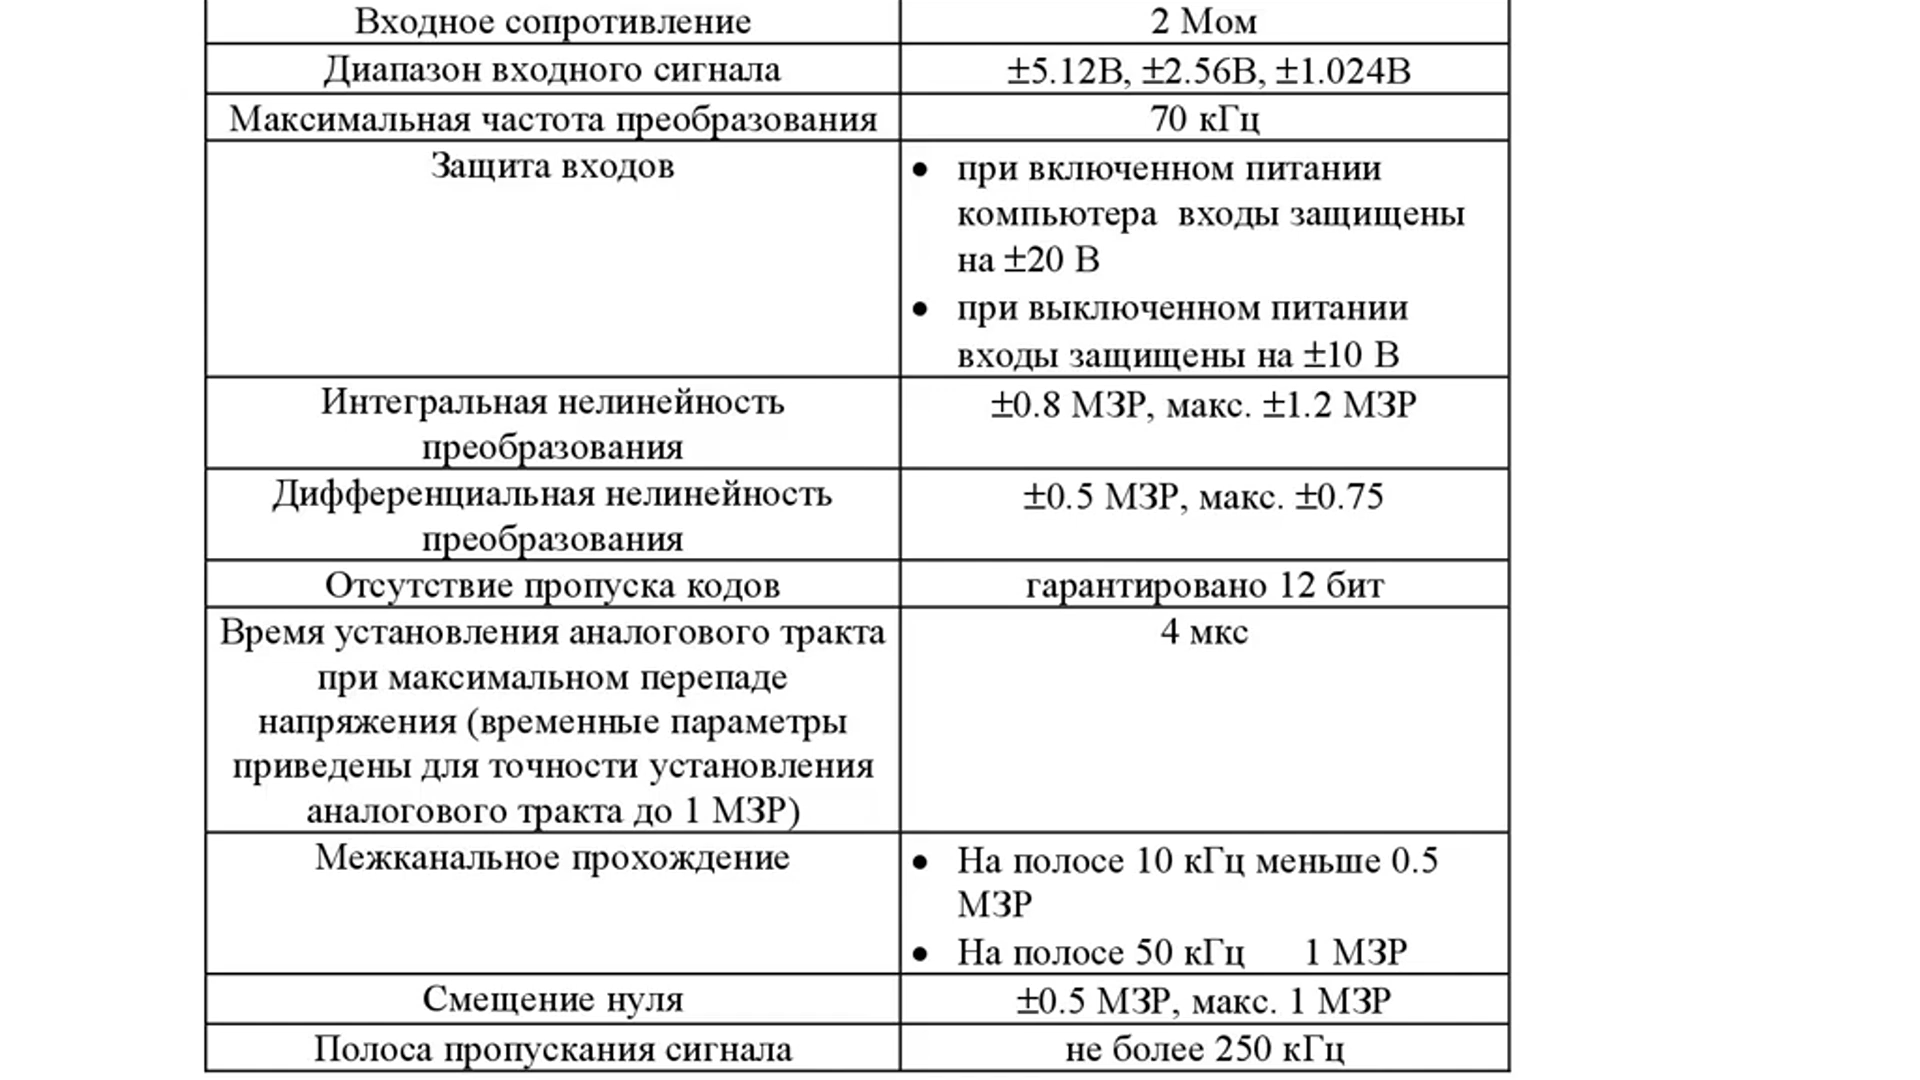 Входное сопротивление
2 Мом
Диапазон входного сигнала
±5.12В, ±2.56В, ±1.024В
Максимальная частота преобразования
70 кГц
Защита входов
• при включенном питании
компьютера входы защищены
на ±20 В
• при выключенном питании
входы защищены на ±10 В
Интегральная нелинейность
преобразования
±0.8 МЗР, макс. ±1.2 МЗР
Дифференциальная нелинейность
преобразования
±0.5 МЗР, макс. ±0.75
Отсутствие пропуска кодов
гарантировано 12 бит
Время установления аналогового тракта
при максимальном перепаде
напряжения (временные параметры
приведены для точности установления
аналогового тракта до 1 МЗР)
4 мкс
Межканальное прохождение
• На полосе 10 кГц меньше 0.5
МЗР
• На полосе 50 кГц 1 МЗР
Смещение нуля
±0.5 МЗР, макс. 1 МЗР
Полоса пропускания сигнала
не более 250 кГц